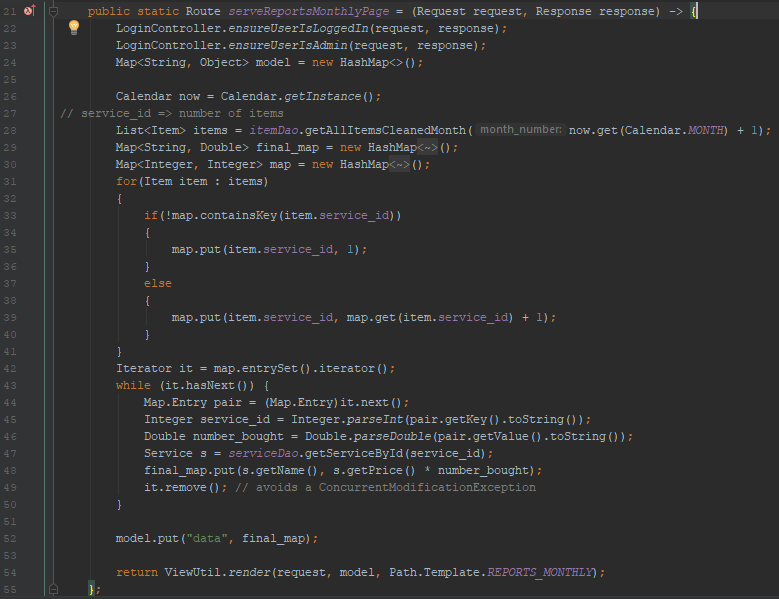 21 public static Route serveReportsMonthlyPage = (Request request, Response response) -> {
22 LoginController.ensureUserIsLoggedIn(request, response);
23 LoginController.ensureUserIsAdmin(request, response);
24 Map<String, Object> model = new HashMap<>();
25
26 Calendar now = Calendar.getInstance();
27 // service_id => number of items
28 List<Item> items = itemDao.getAllItemsCleanedMonth( month_number: now.get(Calendar.MONTH) + 1);
29 Map<String, Double> final_map = new HashMap<~>();
30 Map<Integer, Integer> map = new HashMap<~>();
31 for(Item item : items)
32 {
33 if(!map.containsKey(item.service_id))
34 {
35 map.put(item.service_id, 1);
36 }
37 else
38 {
39 map.put(item.service_id, map.get(item.service_id) + 1);
40 }
41 }
42 Iterator it = map.entrySet().iterator();
43 while (it.hasNext()) {
44 Map.Entry pair = (Map.Entry)it.next();
45 Integer service_id = Integer.parseInt(pair.getKey().toString());
46 Double number_bought = Double.parseDouble(pair.getValue().toString());
47 Service s = serviceDao.getServiceById(service_id);
48 final_map.put(s.getName(), s.getPrice() * number_bought);
49 it.remove(); // avoids a ConcurrentModificationException
50 }
51
52 model.put("data", final_map);
53
54 return ViewUtil.render(request, model, Path.Template.REPORTS_MONTHLY);
55 };